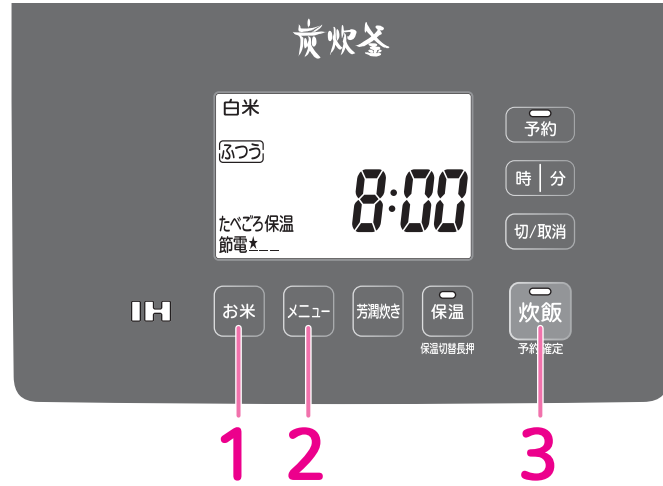 炭炊釜
白米
ふつう
8:00
たべごろ保温
節電★__
予約
時 分
切/取消
IH
お米
メニュー
芳潤炊き
保温
炊飯
保温切替長押
予約確定
1
2
3